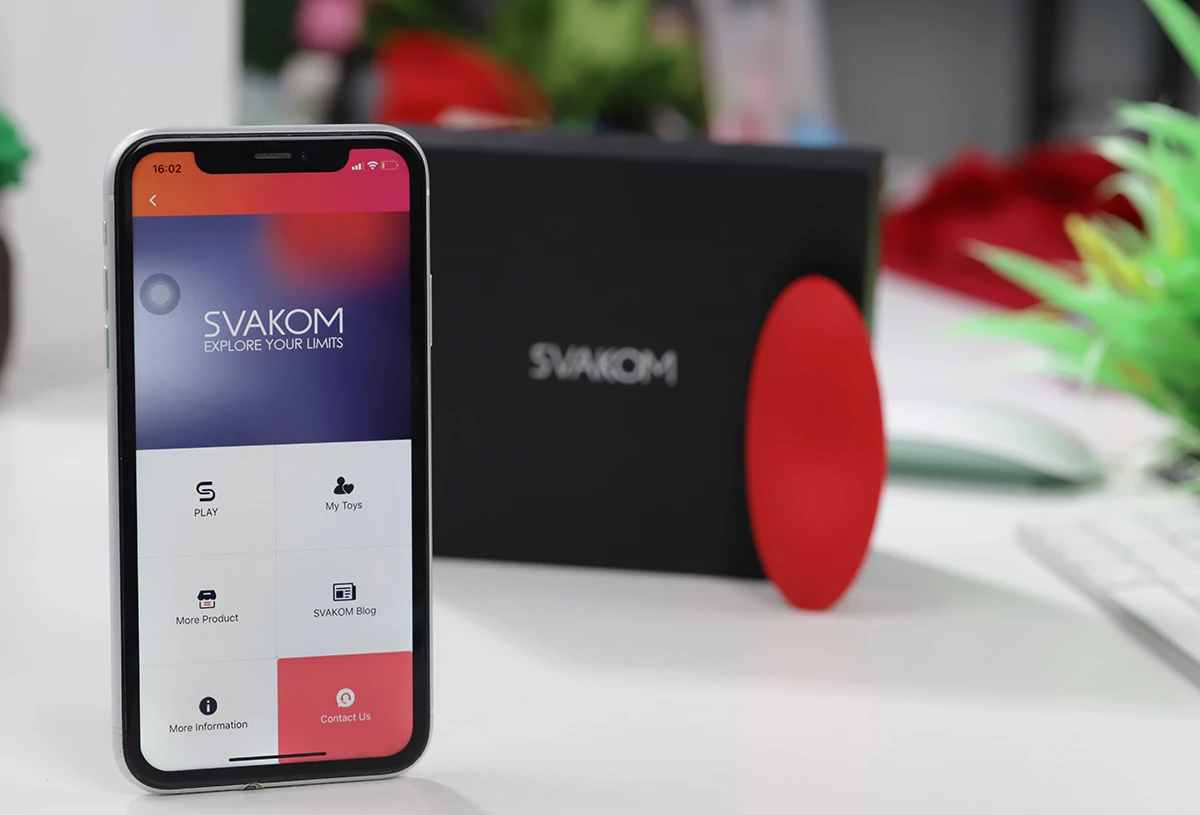 16:02
SVAKOM
EXPLORE YOUR LIMITS
PLAY
My Toys
More Product
SVAKOM Blog
More Information
Contact Us
SVAKOM